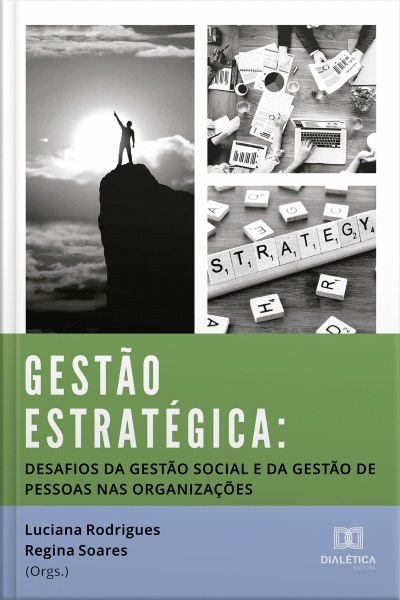 STRATEGY
GESTÃO
ESTRATÉGICA:
DESAFIOS DA GESTÃO SOCIAL E DA GESTÃO DE
PESSOAS NAS ORGANIZAÇÕES
Luciana Rodrigues
Regina Soares
(Orgs.)
DIALÉTICA
EDITORA